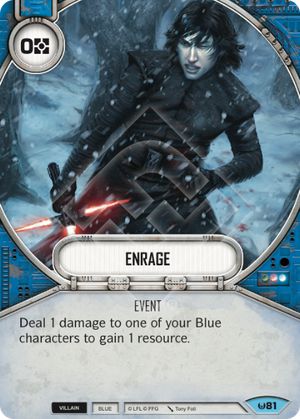 0
ENRAGE
EVENT
Deal 1 damage to one of your Blue
characters to gain 1 resource.
VILLAIN BLUE © LFL © FFG Tony Foti 81